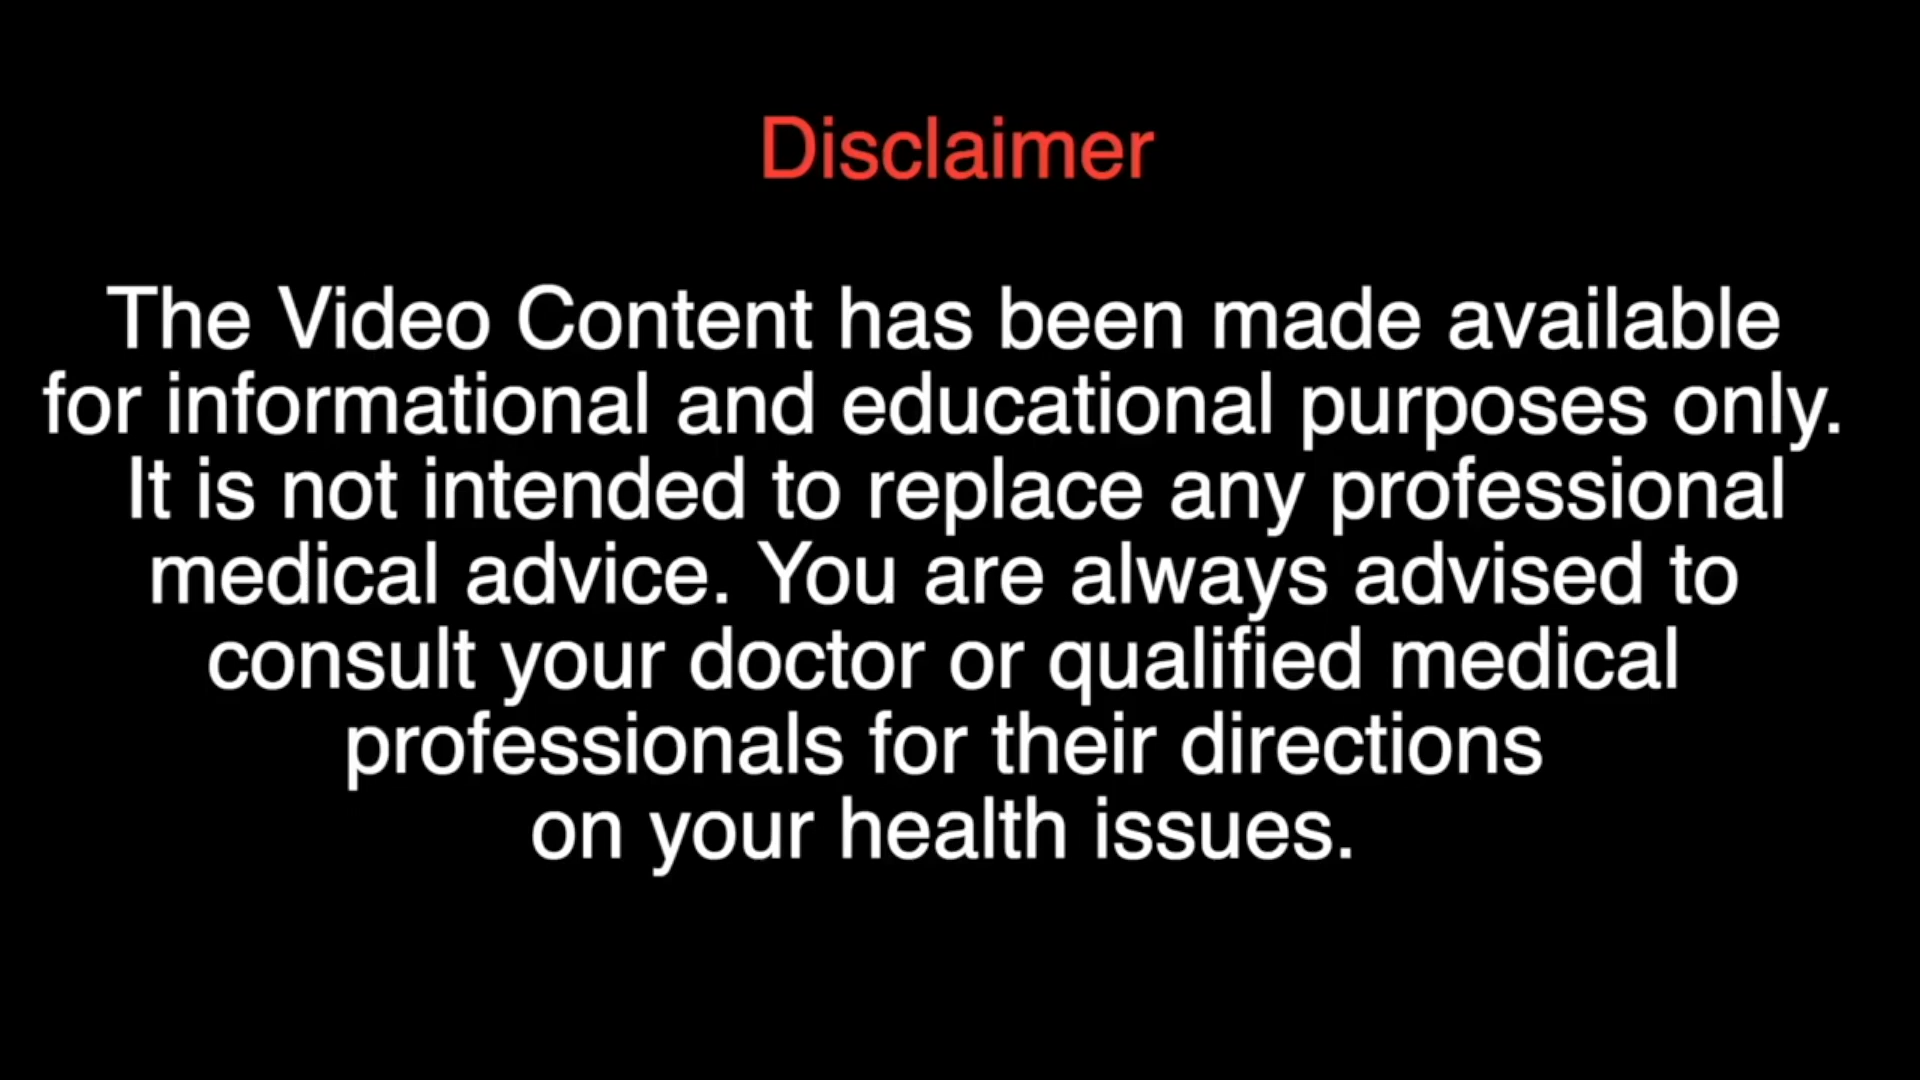 Disclaimer
The Video Content has been made available
for informational and educational purposes only.
It is not intended to replace any professional
medical advice. You are always advised to
consult your doctor or qualified medical
professionals for their directions
on your health issues.